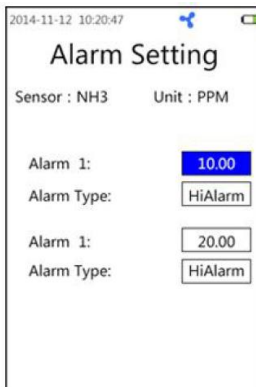 2014-11-12 10:20:47
Alarm Setting
Sensor : NH3 Unit : PPM
Alarm 1: 10.00
Alarm Type: HiAlarm
Alarm 1: 20.00
Alarm Type: HiAlarm